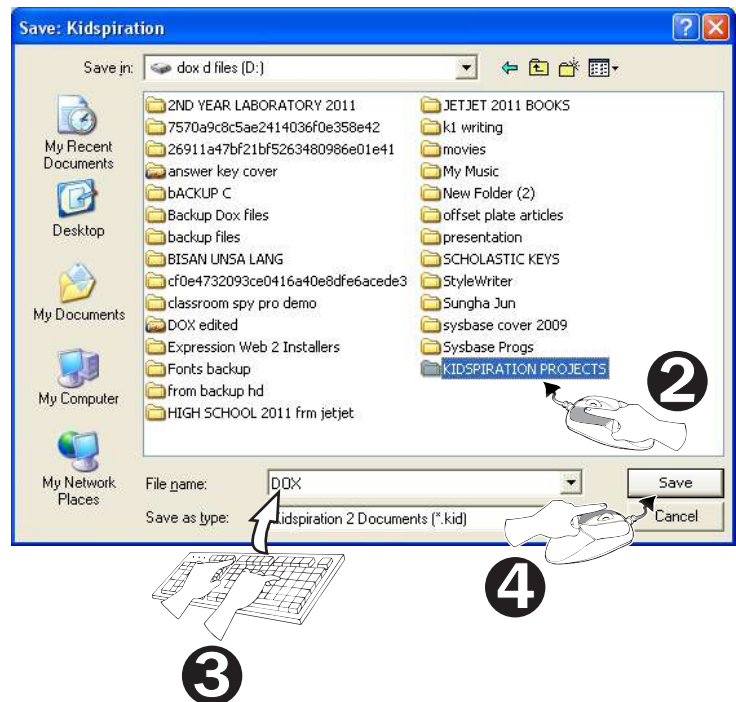 Save: Kidspiration
Save in:
dox d files (D:)
My Recent
Documents
Desktop
My Documents
My Computer
My Network
Places
2ND YEAR LABORATORY 2011
7570a9c8c5ae2414036f0e358e42
26911a47bf21bf5263480986e01e41
answer key cover
bACKUP C
Backup Dox files
backup files
BISAN UNSA LANG
cf0e4732093ce0416a40e8dfe6acede3
classroom spy pro demo
DOX edited
Expression Web 2 Installers
Fonts backup
from backup hd
HIGH SCHOOL 2011 frm jetjet
JETJET 2011 BOOKS
k1 writing
movies
My Music
New Folder (2)
offset plate articles
presentation
SCHOLASTIC KEYS
StyleWriter
Sungha Jun
sysbase cover 2009
Sysbase Progs
KIDSPIRATION PROJECTS
2
File name:
DOX
Save
Save as type:
Kidspiration 2 Documents (*.kid)
Cancel
4
3